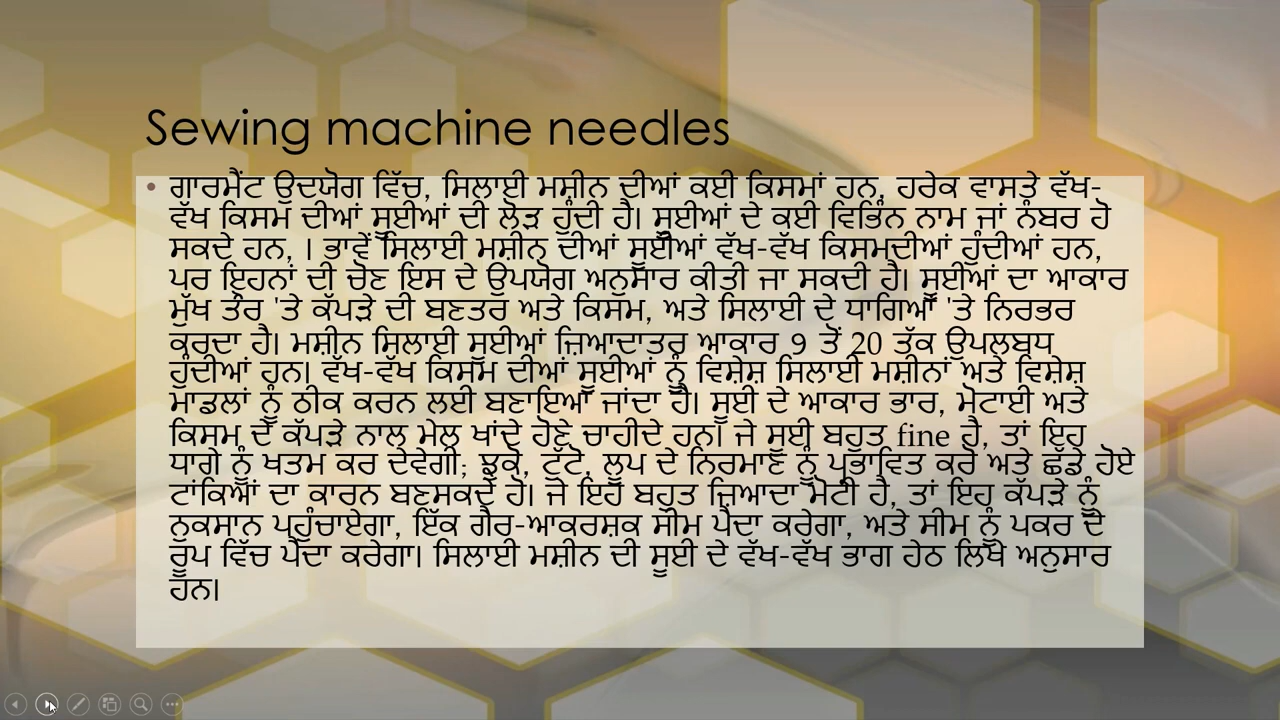 Sewing machine needles
• ਗਾਰਮੈਂਟ ਉਦਯੋਗ ਵਿੱਚ, ਸਿਲਾਈ ਮਸ਼ੀਨ ਦੀਆਂ ਕਈ ਕਿਸਮਾਂ ਹਨ, ਹਰੇਕ ਵਾਸਤੇ ਵੱਖ-
ਵੱਖ ਕਿਸਮ ਦੀਆਂ ਸੂਈਆਂ ਦੀ ਲੋੜ ਹੁੰਦੀ ਹੈ। ਸੂਈਆਂ ਦੇ ਕਈ ਵਿਭਿੰਨ ਨਾਮ ਜਾਂ ਨੰਬਰ ਹੋ
ਸਕਦੇ ਹਨ, । ਭਾਵੇਂ ਸਿਲਾਈ ਮਸ਼ੀਨ ਦੀਆਂ ਸੂਈਆਂ ਵੱਖ-ਵੱਖ ਕਿਸਮਦੀਆਂ ਹੁੰਦੀਆਂ ਹਨ,
ਪਰ ਇਹਨਾਂ ਦੀ ਚੋਣ ਇਸ ਦੇ ਉਪਯੋਗ ਅਨੁਸਾਰ ਕੀਤੀ ਜਾ ਸਕਦੀ ਹੈ। ਸੂਈਆਂ ਦਾ ਆਕਾਰ
ਮੁੱਖ ਤੌਰ 'ਤੇ ਕੱਪੜੇ ਦੀ ਬਣਤਰ ਅਤੇ ਕਿਸਮ, ਅਤੇ ਸਿਲਾਈ ਦੇ ਧਾਗਿਆਂ 'ਤੇ ਨਿਰਭਰ
ਕਰਦਾ ਹੈ। ਮਸ਼ੀਨ ਸਿਲਾਈ ਸੂਈਆਂ ਜ਼ਿਆਦਾਤਰ ਆਕਾਰ 9 ਤੋਂ 20 ਤੱਕ ਉਪਲਬਧ
ਹੁੰਦੀਆਂ ਹਨ। ਵੱਖ-ਵੱਖ ਕਿਸਮ ਦੀਆਂ ਸੂਈਆਂ ਨੂੰ ਵਿਸ਼ੇਸ਼ ਸਿਲਾਈ ਮਸ਼ੀਨਾਂ ਅਤੇ ਵਿਸ਼ੇਸ਼
ਮਾਡਲਾਂ ਨੂੰ ਠੀਕ ਕਰਨ ਲਈ ਬਣਾਇਆ ਜਾਂਦਾ ਹੈ। ਸੂਈ ਦੇ ਆਕਾਰ ਭਾਰ, ਮੋਟਾਈ ਅਤੇ
ਕਿਸਮ ਦੇ ਕੱਪੜੇ ਨਾਲ ਮੇਲ ਖਾਂਦੇ ਹੋਣੇ ਚਾਹੀਦੇ ਹਨ। ਜੇ ਸੂਈ ਬਹੁਤ fine ਹੈ, ਤਾਂ ਇਹ
ਧਾਗੇ ਨੂੰ ਖਤਮ ਕਰ ਦੇਵੇਗੀ; ਝੁਕੋ, ਟੁੱਟੋ, ਲੂਪ ਦੇ ਨਿਰਮਾਣ ਨੂੰ ਪ੍ਰਭਾਵਿਤ ਕਰੋ ਅਤੇ ਛੱਡੇ ਹੋਏ
ਟਾਂਕਿਆਂ ਦਾ ਕਾਰਨ ਬਣਸਕਦੇ ਹੋ। ਜੇ ਇਹ ਬਹੁਤ ਜ਼ਿਆਦਾ ਮੋਟੀ ਹੈ, ਤਾਂ ਇਹ ਕੱਪੜੇ ਨੂੰ
ਨੁਕਸਾਨ ਪਹੁੰਚਾਏਗਾ, ਇੱਕ ਗੈਰ-ਆਕਰਸ਼ਕ ਸੀਮ ਪੈਦਾ ਕਰੇਗਾ, ਅਤੇ ਸੀਮ ਨੂੰ ਪਕਰ ਦੇ
ਰੂਪ ਵਿੱਚ ਪੈਦਾ ਕਰੇਗਾ। ਸਿਲਾਈ ਮਸ਼ੀਨ ਦੀ ਸੂਈ ਦੇ ਵੱਖ-ਵੱਖ ਭਾਗ ਹੇਠ ਲਿਖੇ ਅਨੁਸਾਰ
ਹਨ।